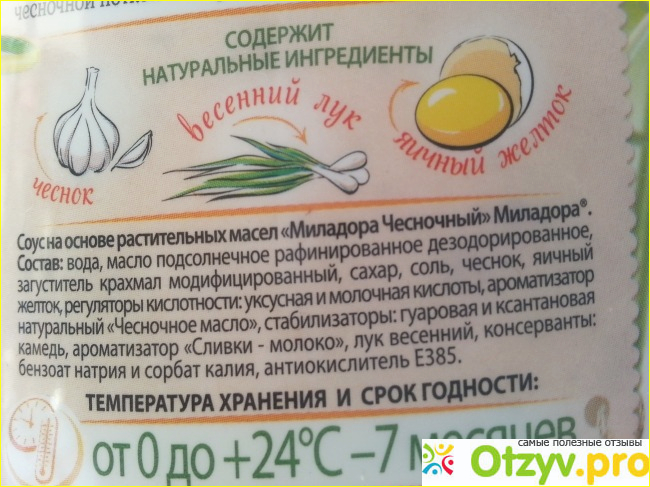 чесночной
СОДЕРЖИТ
НАТУРАЛЬНЫЕ ИНГРЕДИЕНТЫ
чеснок
весенний лук
яичный желток
Соус на основе растительных масел «Миладора Чесночный» Миладора®.
Состав: вода, масло подсолнечное рафинированное дезодорированное,
загуститель крахмал модифицированный, сахар, соль, чеснок, яичный
желток, регуляторы кислотности: уксусная и молочная кислоты, ароматизатор
натуральный «Чесночное масло», стабилизаторы: гуаровая и ксантановая
камедь, ароматизатор «Сливки - молоко», лук весенний, консерванты:
бензоат натрия и сорбат калия, антиокислитель Е385.
ТЕМПЕРАТУРА ХРАНЕНИЯ И СРОК ГОДНОСТИ:
от 0 до +24°С –7 месяцев
самые полезные отзывы
Otzyv.pro